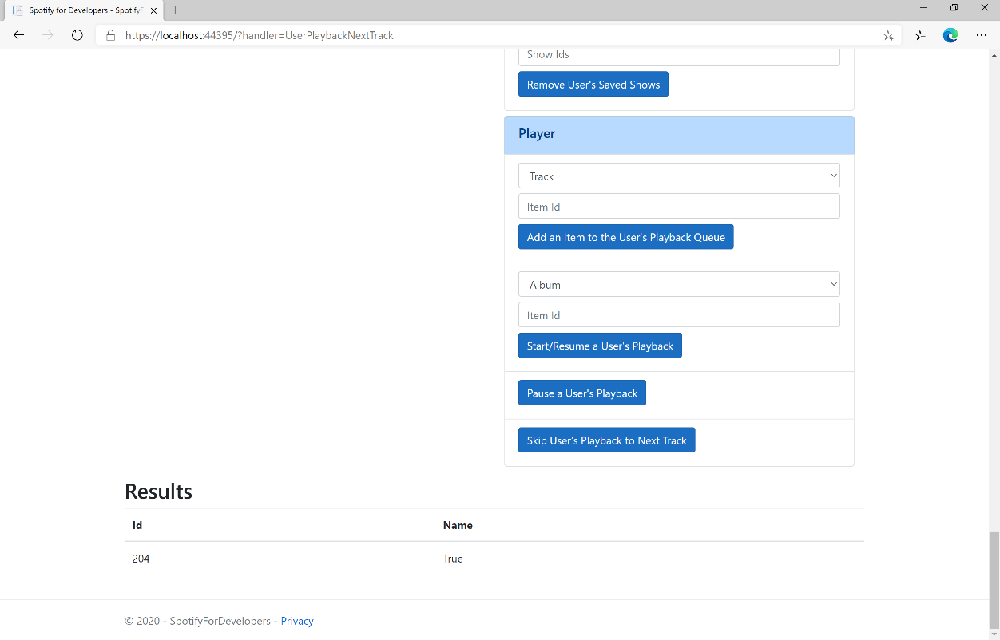 Spotify for Developers - SpotifyF
https://localhost:44395/?handler=UserPlaybackNextTrack
Show Ids
Remove User's Saved Shows
Player
Track
Item Id
Add an Item to the User's Playback Queue
Album
Item Id
Start/Resume a User's Playback
Pause a User's Playback
Skip User's Playback to Next Track
Results
Id Name
204 True
© 2020 - SpotifyForDevelopers - Privacy